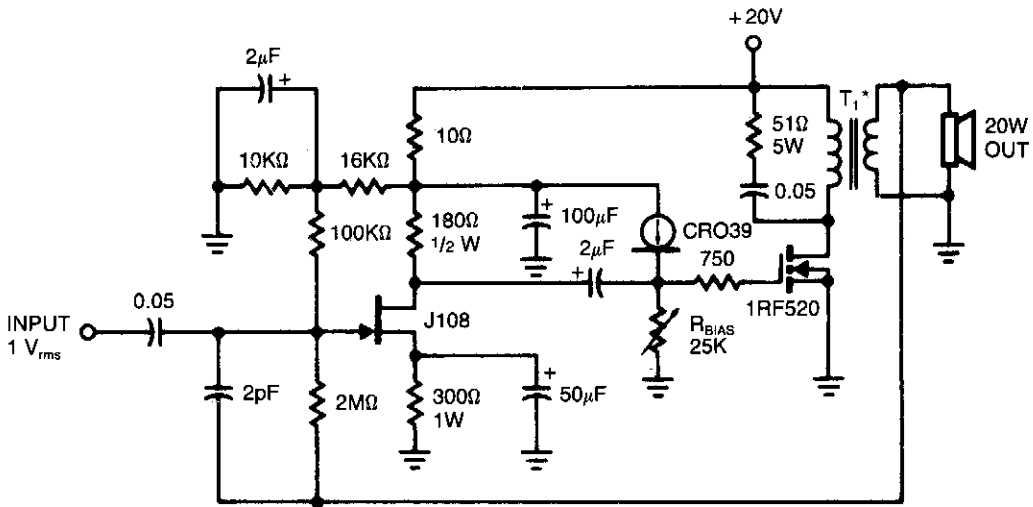 +20V
2µF
+
10Ω
51Ω
5W
T₁*
20W
OUT
10KΩ
16KΩ
0.05
100KΩ
180Ω
1/2 W
+
100µF
CRO39
2µF
+
750
1RF520
0.05
INPUT
1 Vrms
J108
RBIAS
25K
2pF
2MΩ
300Ω
1W
+
50µF